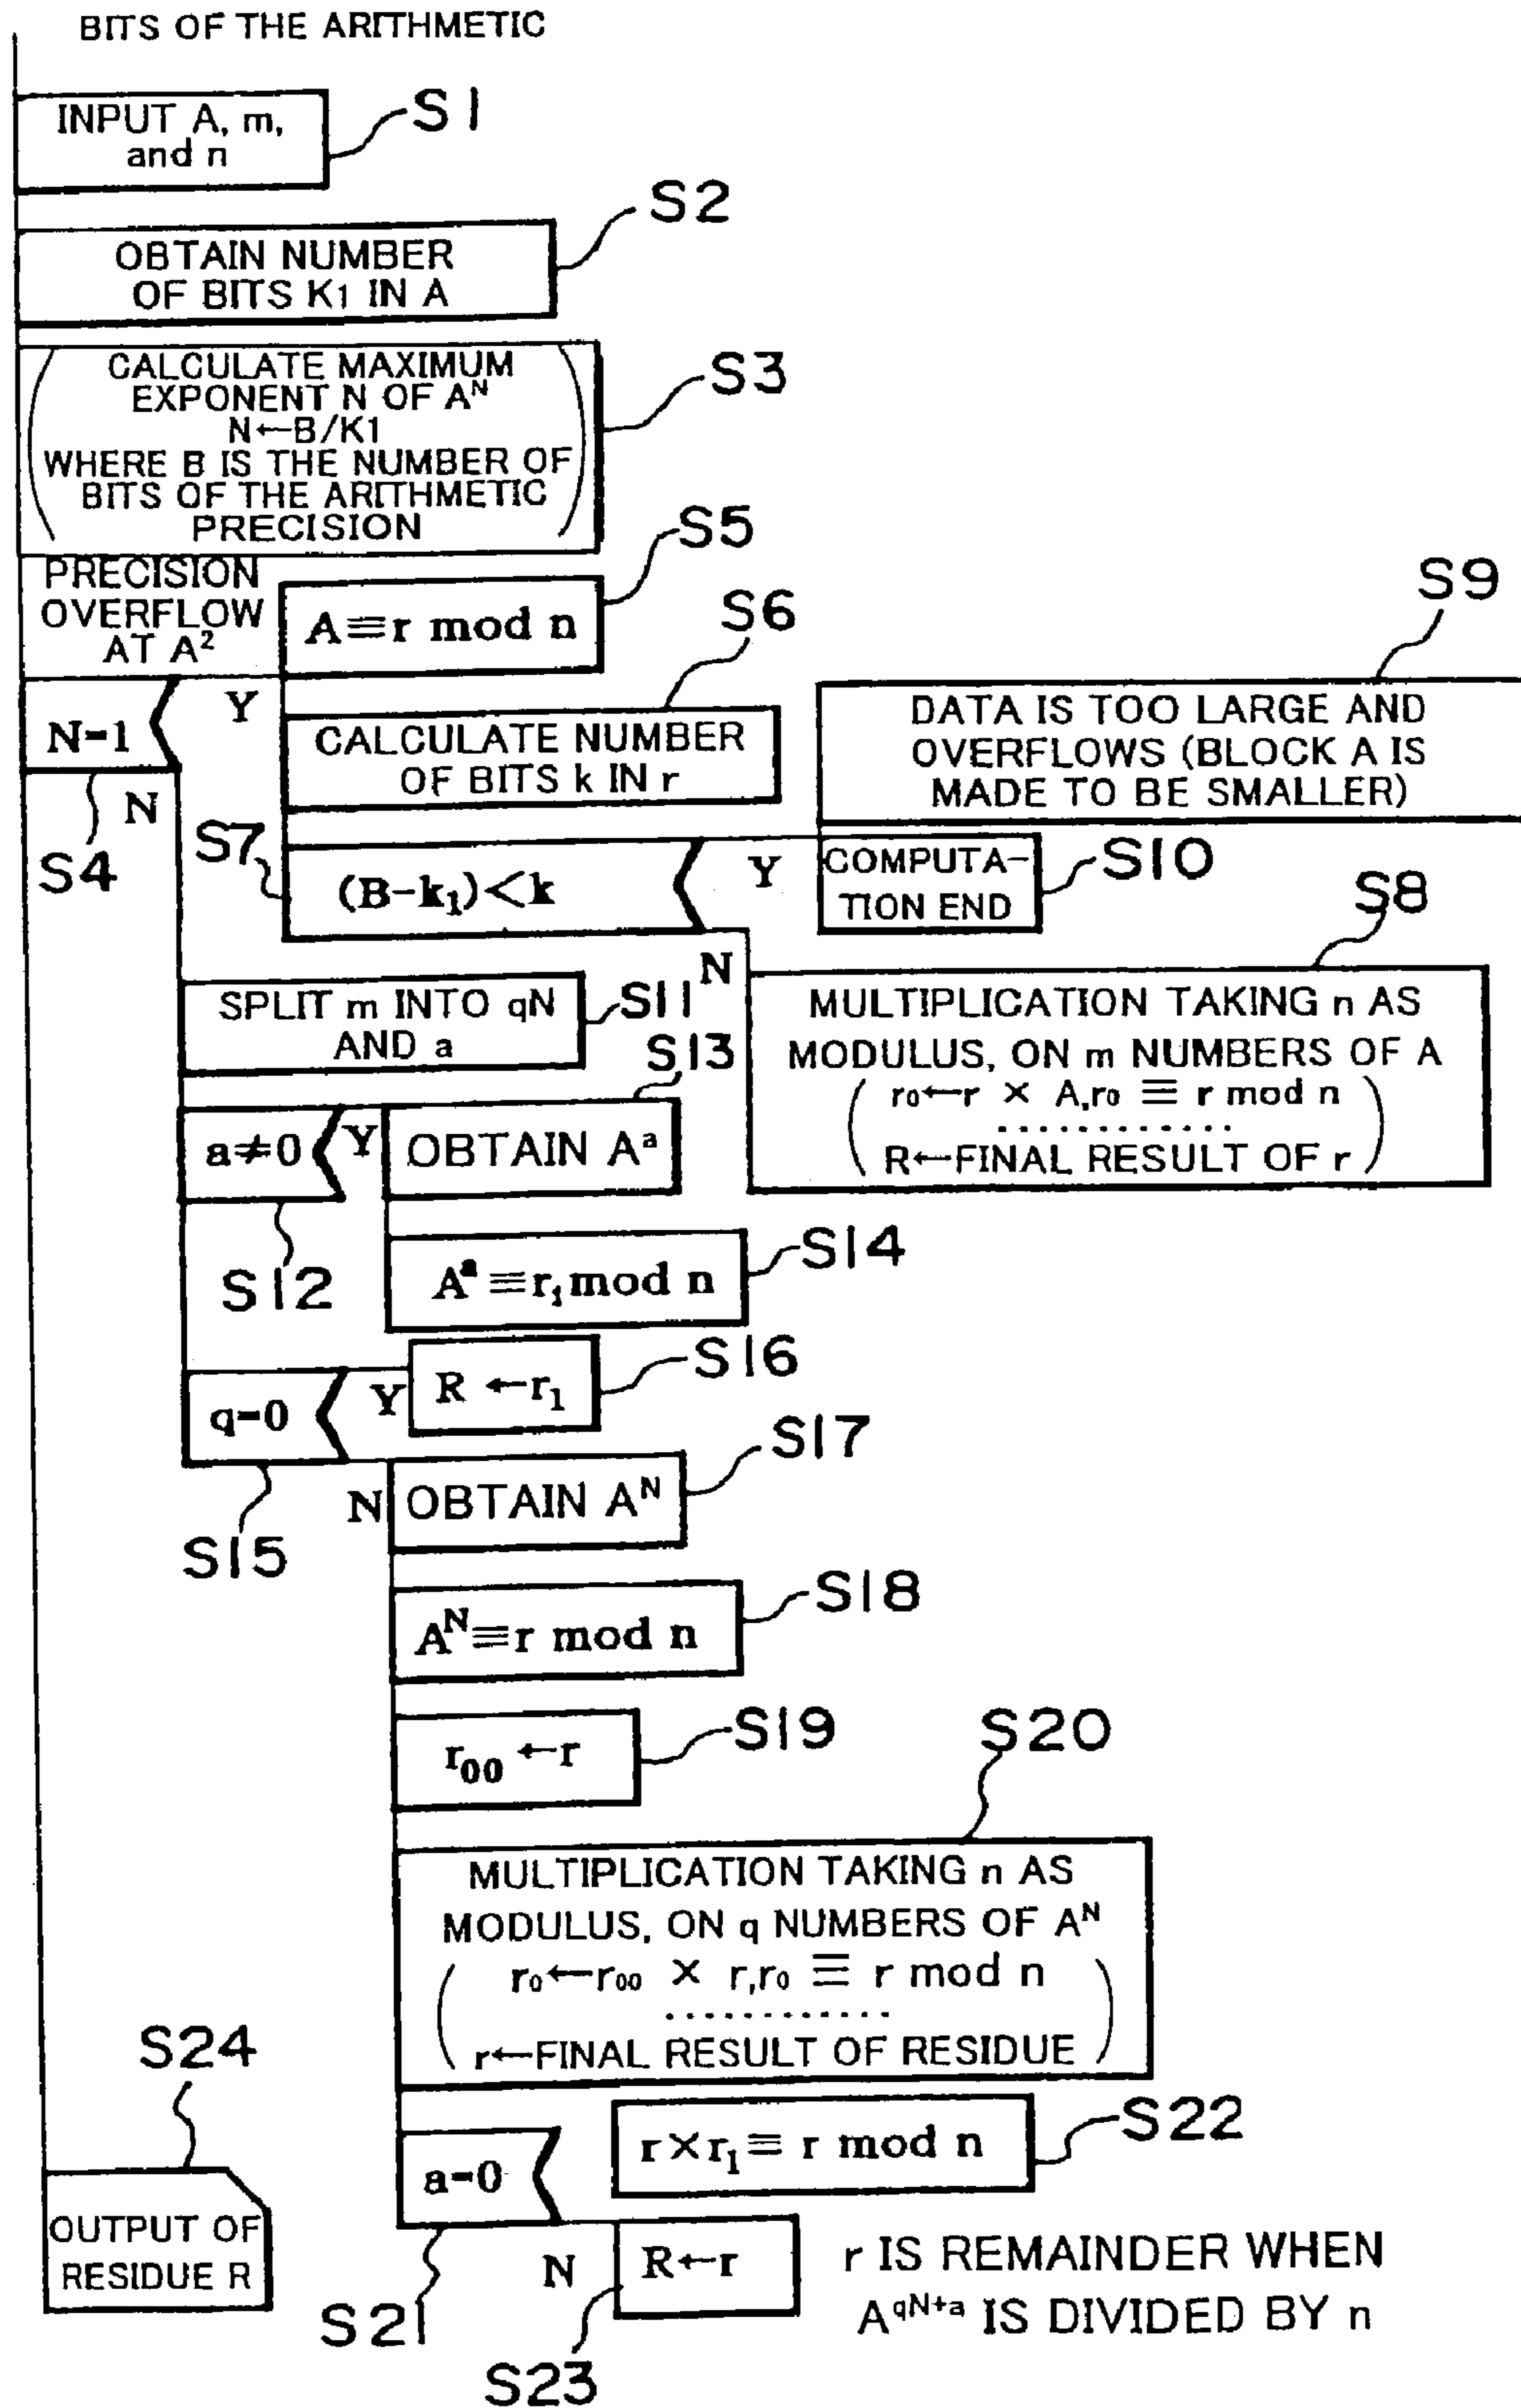 BITS OF THE ARITHMETIC
INPUT A, m,
and n
S1
S2
OBTAIN NUMBER
OF BITS K1 IN A
CALCULATE MAXIMUM
EXPONENT N OF A^N
N←B/K1
WHERE B IS THE NUMBER OF
BITS OF THE ARITHMETIC
PRECISION
S3
PRECISION
OVERFLOW
AT A²
S5
A≡r mod n
S6
S9
N=1
Y
N
S4
CALCULATE NUMBER
OF BITS k IN r
DATA IS TOO LARGE AND
OVERFLOWS (BLOCK A IS
MADE TO BE SMALLER)
S7
(B-k₁)<k
Y
N
COMPUTA-
TION END
S10
S8
SPLIT m INTO qN
AND a
S11
MULTIPLICATION TAKING n AS
MODULUS, ON m NUMBERS OF A
( r₀←r × A,r₀ ≡ r mod n
............
R←FINAL RESULT OF r )
S13
a≠0
Y
OBTAIN A^a
S12
A^a ≡r₁mod n
S14
R ←r₁
S16
q=0
Y
N
S15
OBTAIN A^N
S17
A^N≡r mod n
S18
r₀₀ ←r
S19
S20
MULTIPLICATION TAKING n AS
MODULUS, ON q NUMBERS OF A^N
( r₀←r₀₀ × r,r₀ ≡ r mod n
............
r←FINAL RESULT OF RESIDUE )
S24
OUTPUT OF
RESIDUE R
a=0
N
S21
r×r₁≡ r mod n
S22
R←r
S23
r IS REMAINDER WHEN
A^qN+a IS DIVIDED BY n